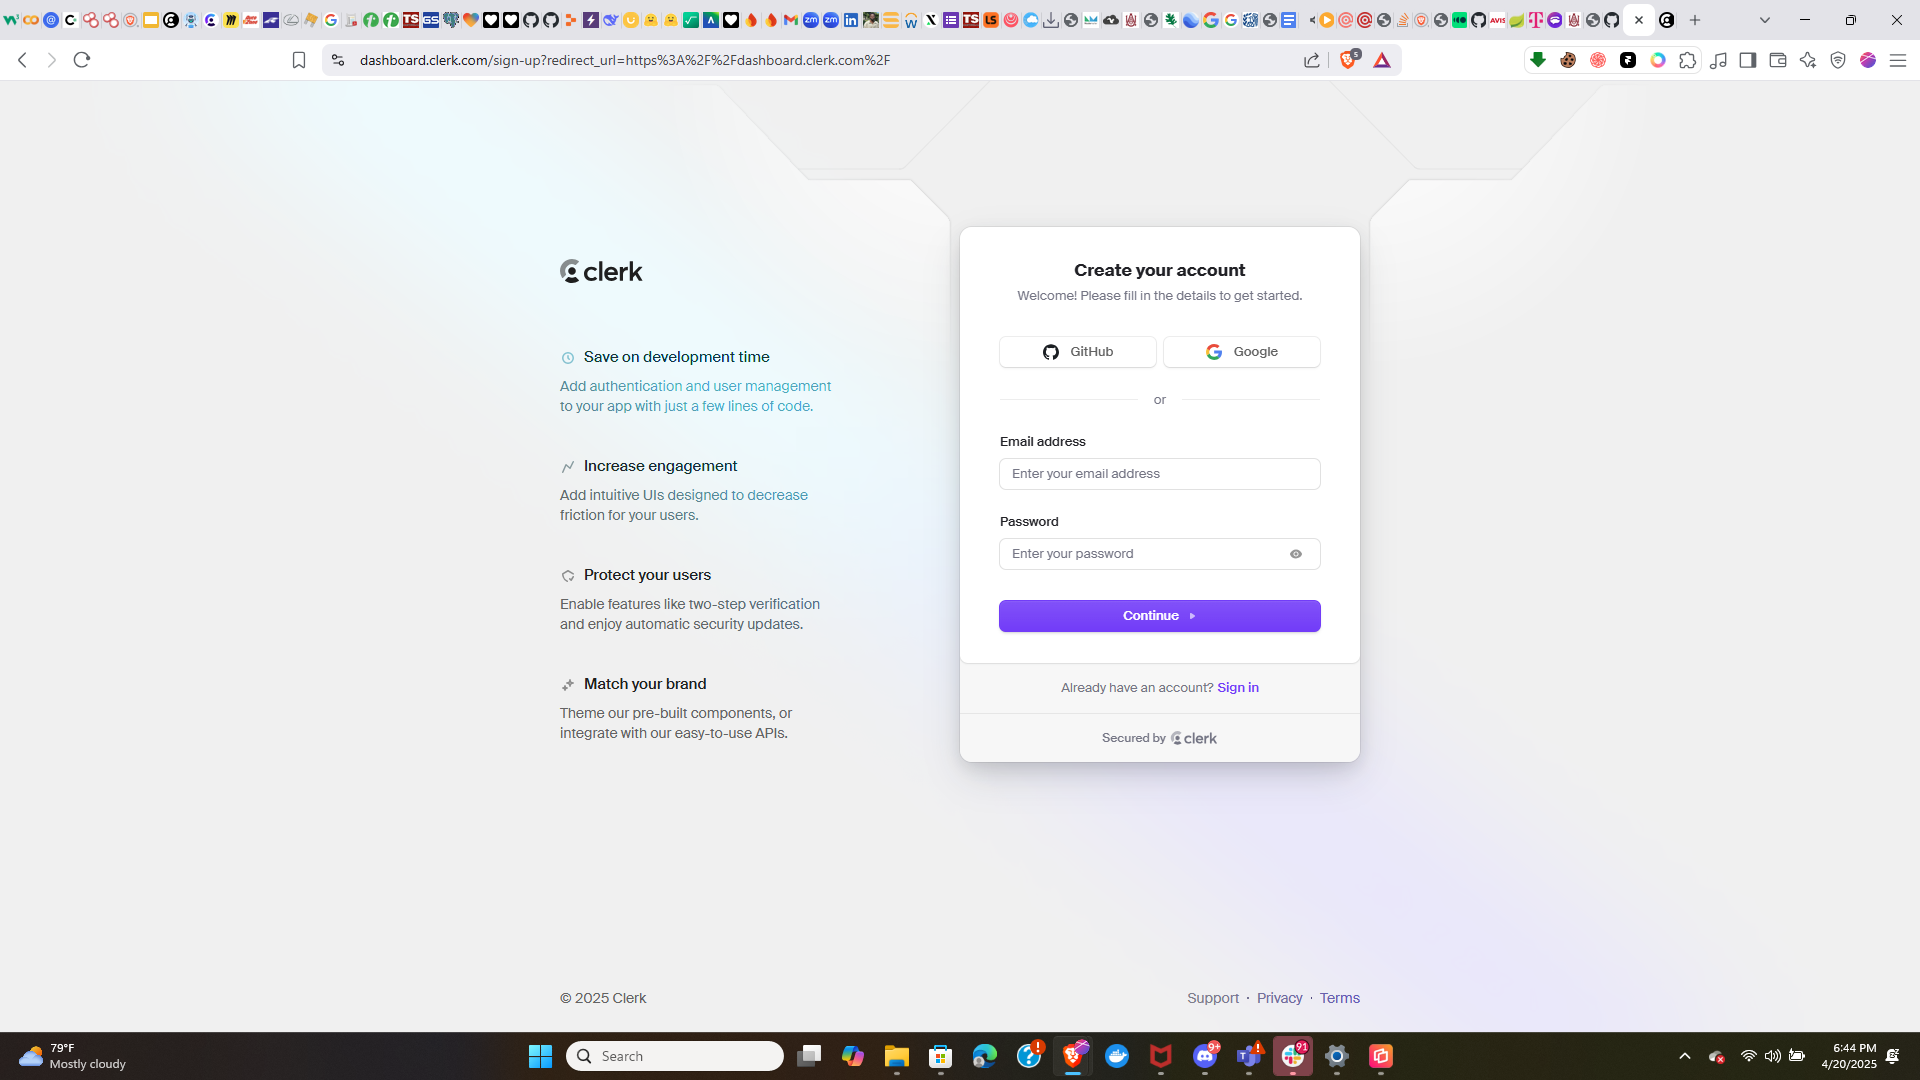 dashboard.clerk.com/sign-up?redirect_url=https%3A%2F%2Fdashboard.clerk.com%2F
5
clerk
Save on development time
Add authentication and user management
to your app with just a few lines of code.
Increase engagement
Add intuitive UIs designed to decrease
friction for your users.
Protect your users
Enable features like two-step verification
and enjoy automatic security updates.
Match your brand
Theme our pre-built components, or
integrate with our easy-to-use APIs.
Create your account
Welcome! Please fill in the details to get started.
GitHub
Google
or
Email address
Enter your email address
Password
Enter your password
Continue
Already have an account? Sign in
Secured by clerk
© 2025 Clerk
Support · Privacy · Terms
79°F
Mostly cloudy
Search
9+
91
6:44 PM
4/20/2025